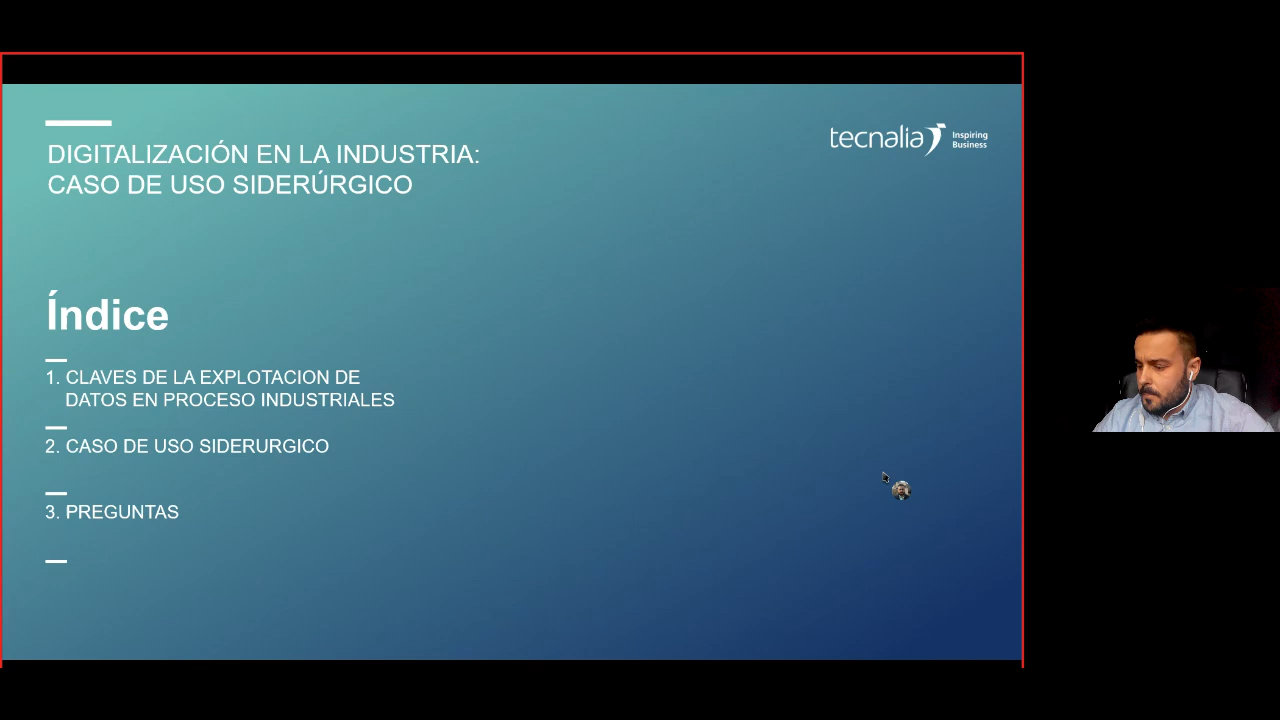 DIGITALIZACIÓN EN LA INDUSTRIA:
CASO DE USO SIDERÚRGICO
tecnalia
Inspiring
Business
Índice
1. CLAVES DE LA EXPLOTACION DE
DATOS EN PROCESO INDUSTRIALES
2. CASO DE USO SIDERURGICO
3. PREGUNTAS